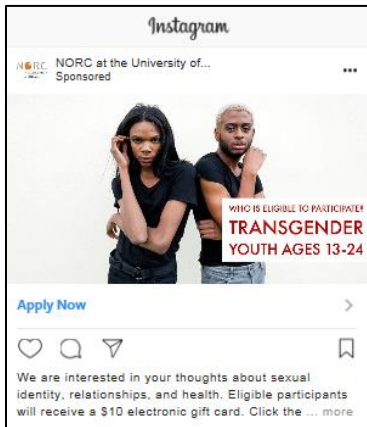 Instagram
NORC
NORC at the University of...
Sponsored
WHO IS ELIGIBLE TO PARTICIPATE?
TRANSGENDER
YOUTH AGES 13-24
Apply Now
We are interested in your thoughts about sexual
identity, relationships, and health. Eligible participants
will receive a $10 electronic gift card. Click the ... more